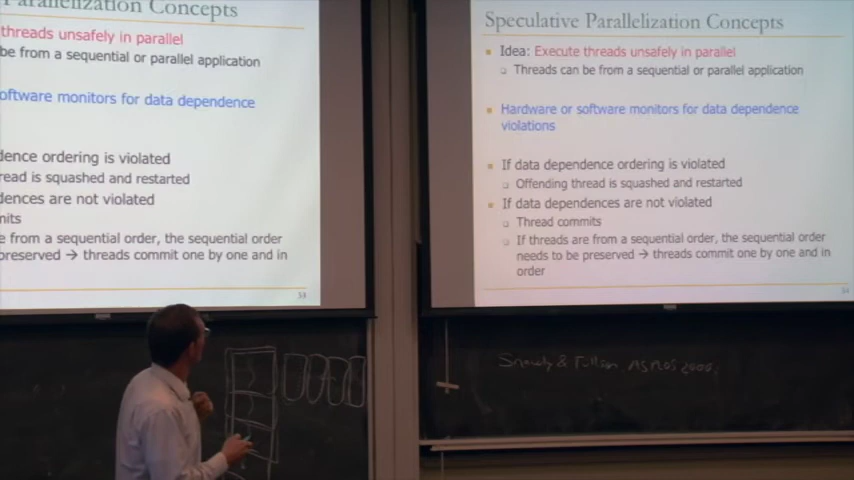 Parallelization Concepts
threads unsafely in parallel
be from a sequential or parallel application
oftware monitors for data dependence
dence ordering is violated
read is squashed and restarted
dences are not violated
mits
e from a sequential order, the sequential order
preserved → threads commit one by one and in
33
Speculative Parallelization Concepts
Idea: Execute threads unsafely in parallel
Threads can be from a sequential or parallel application
Hardware or software monitors for data dependence
violations
If data dependence ordering is violated
Offending thread is squashed and restarted
If data dependences are not violated
Thread commits
If threads are from a sequential order, the sequential order
needs to be preserved → threads commit one by one and in
order
34
& ASPLOS 2000.